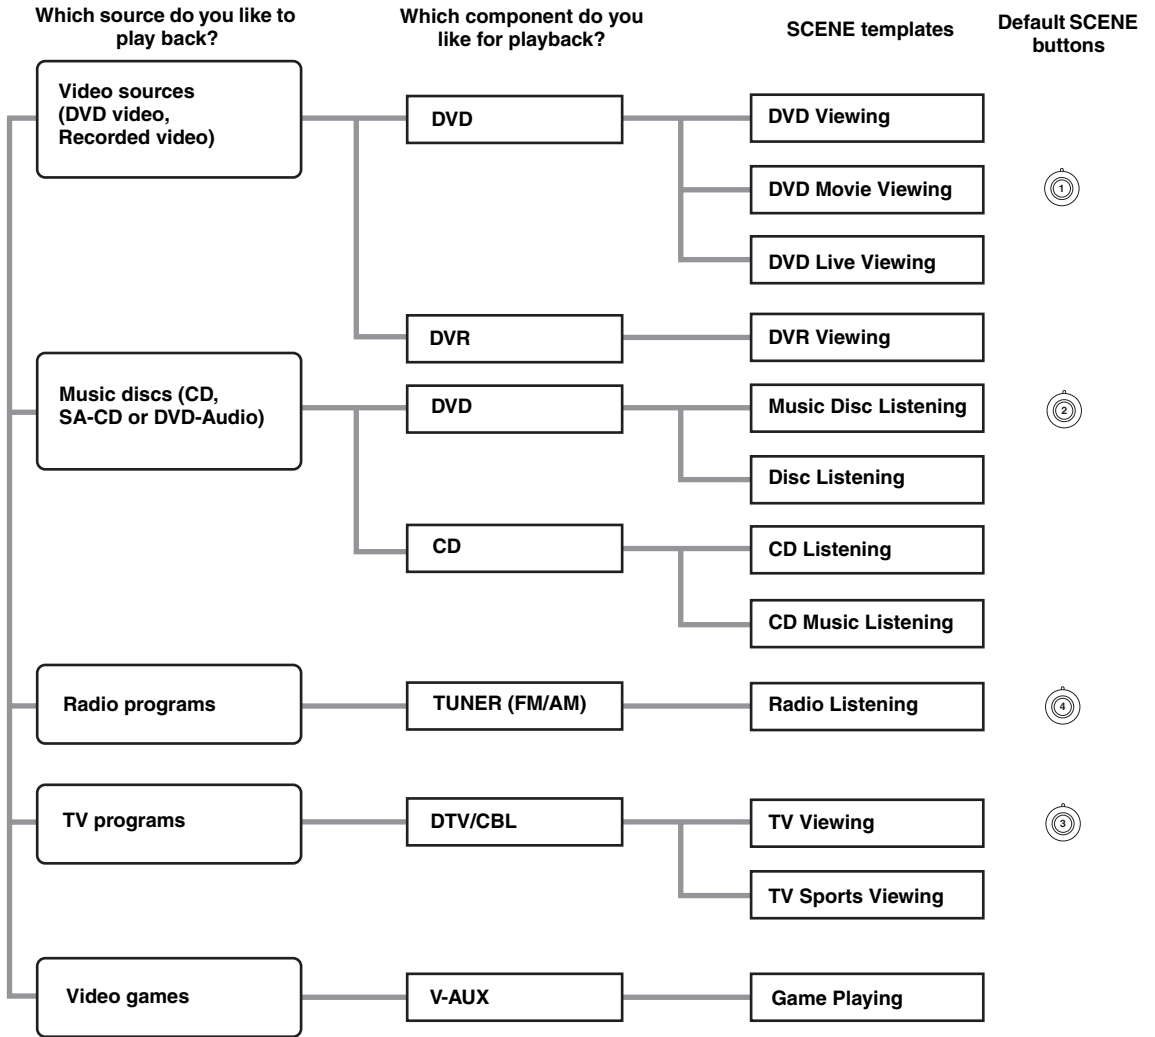 Which source do you like to
play back?
Which component do you
like for playback?
SCENE templates
Default SCENE
buttons
Video sources
(DVD video,
Recorded video)
DVD
DVD Viewing
DVD Movie Viewing
1
DVD Live Viewing
DVR
DVR Viewing
Music discs (CD,
SA-CD or DVD-Audio)
DVD
Music Disc Listening
2
Disc Listening
CD
CD Listening
CD Music Listening
Radio programs
TUNER (FM/AM)
Radio Listening
4
TV programs
DTV/CBL
TV Viewing
3
TV Sports Viewing
Video games
V-AUX
Game Playing